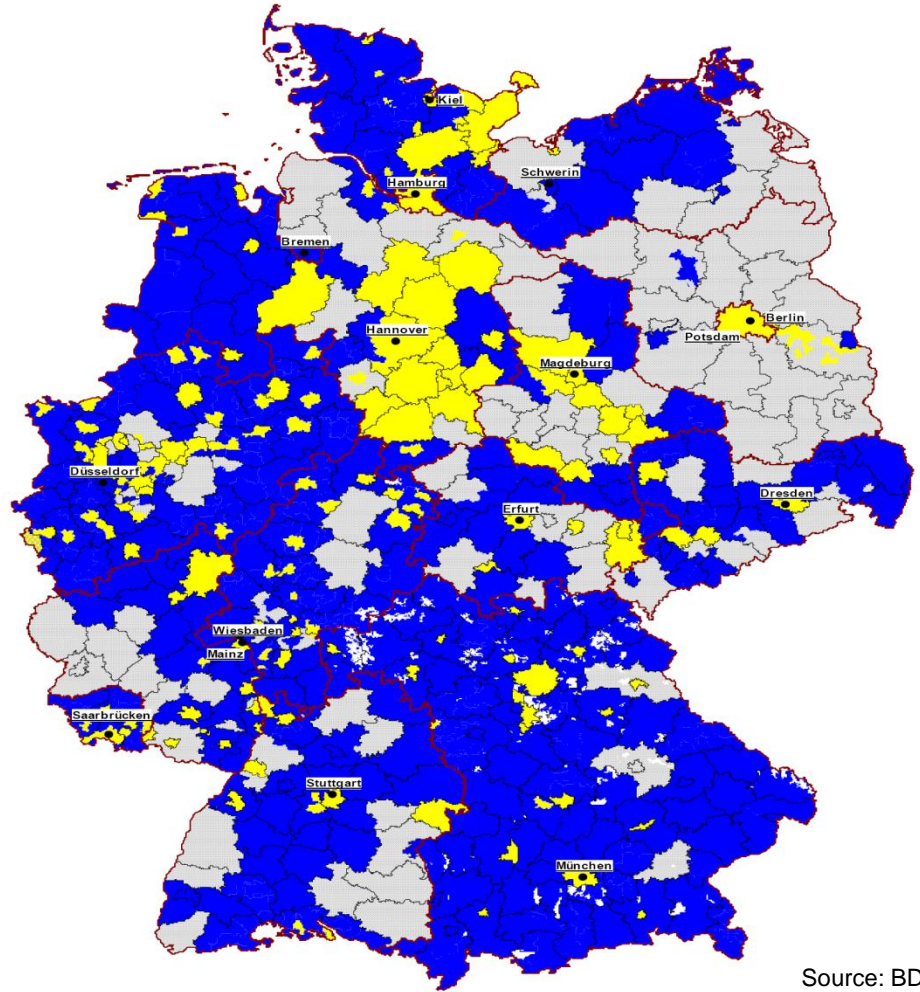 Kiel
Schwerin
Hamburg
Bremen
Hannover
Berlin
Potsdam
Magdeburg
Düsseldorf
Dresden
Erfurt
Wiesbaden
Mainz
Saarbrücken
Stuttgart
München
Source: BD